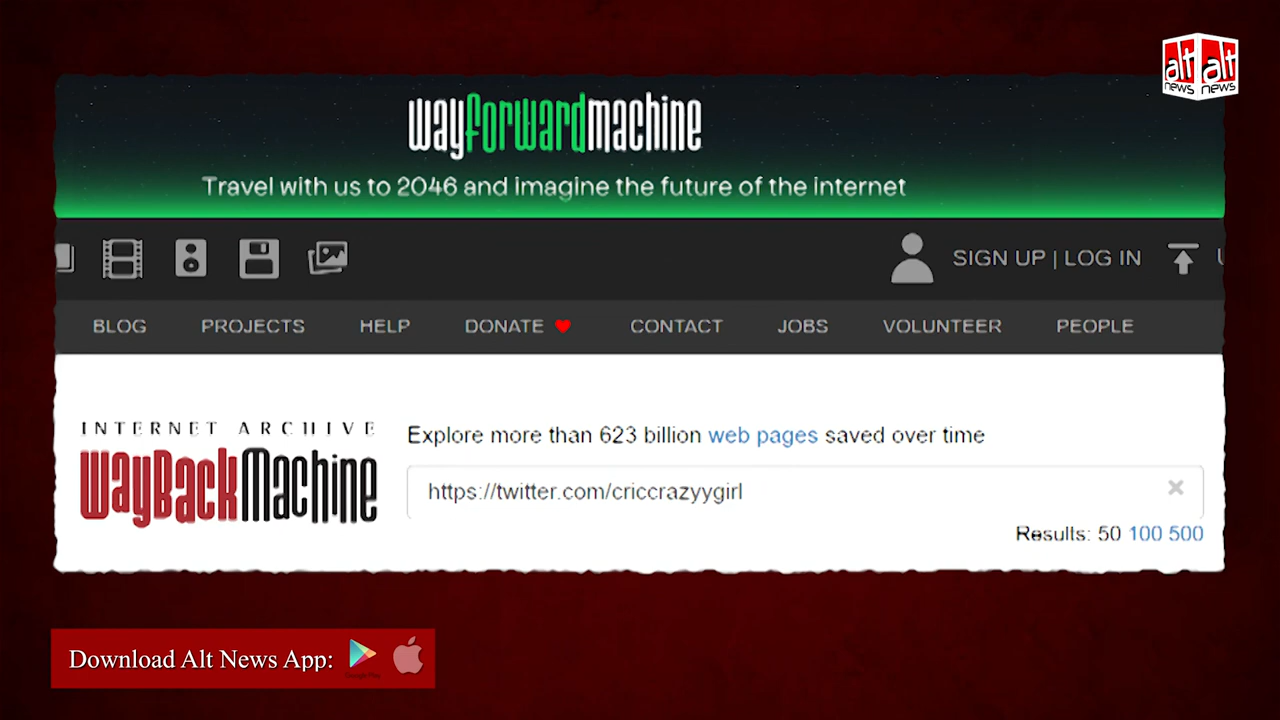 alt alt
news news
wayforwardmachine
Travel with us to 2046 and imagine the future of the internet
SIGN UP | LOG IN
BLOG PROJECTS HELP DONATE CONTACT JOBS VOLUNTEER PEOPLE
INTERNET ARCHIVE
WayBackMachine
Explore more than 623 billion web pages saved over time
https://twitter.com/criccrazyygirl
Results: 50 100 500
Download Alt News App:
Google Play